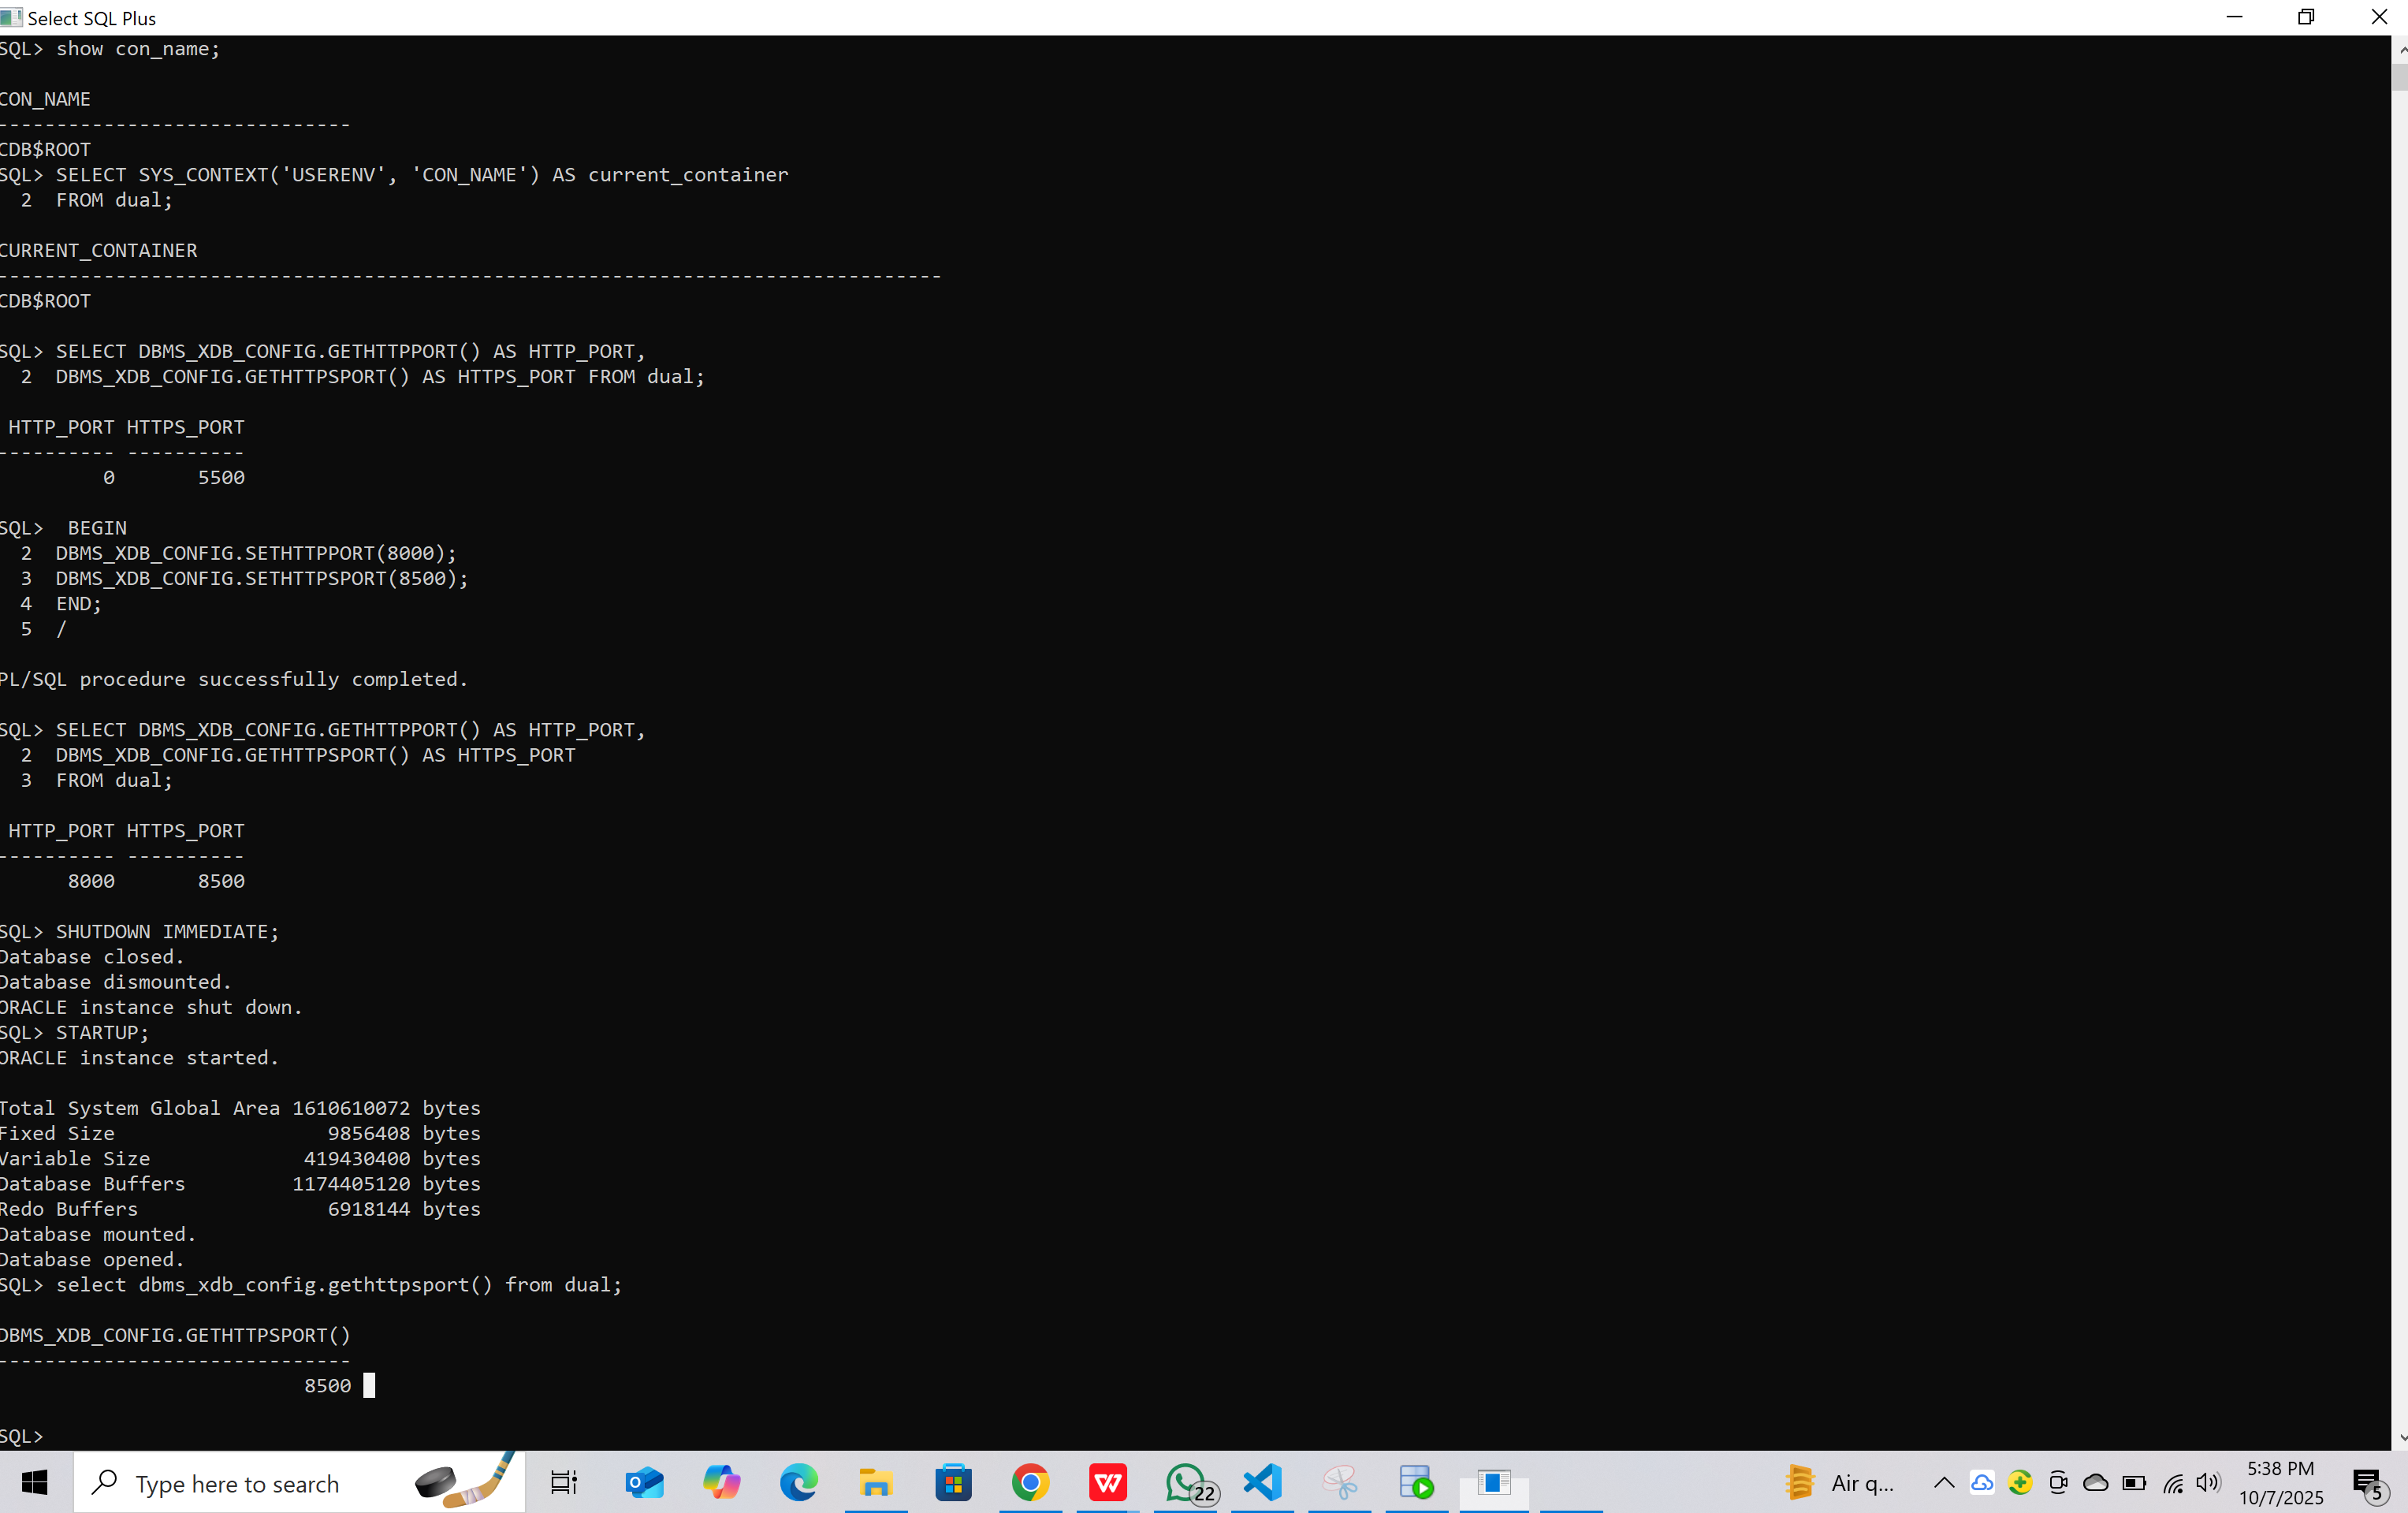 Select SQL Plus
SQL> show con_name;
CON_NAME
------------------------------
CDB$ROOT
SQL> SELECT SYS_CONTEXT('USERENV', 'CON_NAME') AS current_container
  2  FROM dual;
CURRENT_CONTAINER
--------------------------------------------------------------------------------
CDB$ROOT
SQL> SELECT DBMS_XDB_CONFIG.GETHTTPPORT() AS HTTP_PORT,
  2  DBMS_XDB_CONFIG.GETHTTPSPORT() AS HTTPS_PORT FROM dual;
 HTTP_PORT HTTPS_PORT
---------- ----------
         0       5500
SQL>  BEGIN
  2  DBMS_XDB_CONFIG.SETHTTPPORT(8000);
  3  DBMS_XDB_CONFIG.SETHTTPSPORT(8500);
  4  END;
  5  /
PL/SQL procedure successfully completed.
SQL> SELECT DBMS_XDB_CONFIG.GETHTTPPORT() AS HTTP_PORT,
  2  DBMS_XDB_CONFIG.GETHTTPSPORT() AS HTTPS_PORT
  3  FROM dual;
 HTTP_PORT HTTPS_PORT
---------- ----------
      8000       8500
SQL> SHUTDOWN IMMEDIATE;
Database closed.
Database dismounted.
ORACLE instance shut down.
SQL> STARTUP;
ORACLE instance started.
Total System Global Area 1610610072 bytes
Fixed Size                  9856408 bytes
Variable Size             419430400 bytes
Database Buffers         1174405120 bytes
Redo Buffers                6918144 bytes
Database mounted.
Database opened.
SQL> select dbms_xdb_config.gethttpsport() from dual;
DBMS_XDB_CONFIG.GETHTTPSPORT()
------------------------------
                          8500
SQL>
Type here to search
22
Air q...
5:38 PM
10/7/2025
5